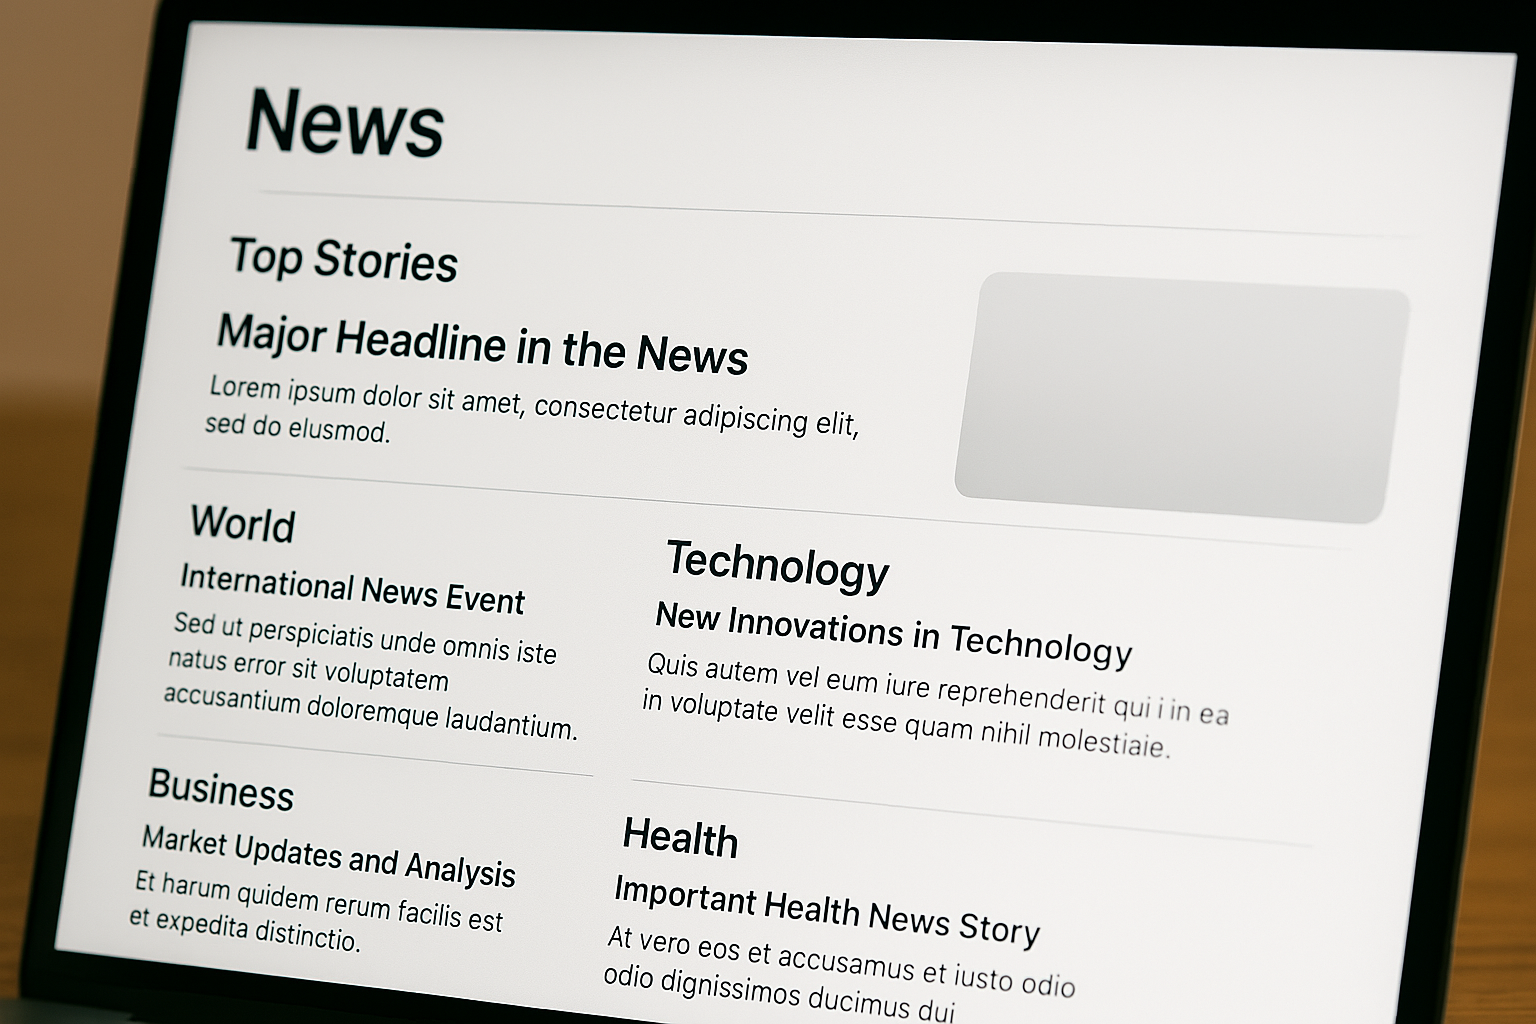 News
Top Stories
Major Headline in the News
Lorem ipsum dolor sit amet, consectetur adipiscing elit,
sed do elusmod.
World
International News Event
Sed ut perspiciatis unde omnis iste
natus error sit voluptatem
accusantium doloremque laudantium.
Technology
New Innovations in Technology
Quis autem vel eum iure reprehenderit qui i in ea
in voluptate velit esse quam nihil molestiaie.
Business
Market Updates and Analysis
Et harum quidem rerum facilis est
et expedita distinctio.
Health
Important Health News Story
At vero eos et accusamus et iusto odio
odio dignissimos ducimus dui